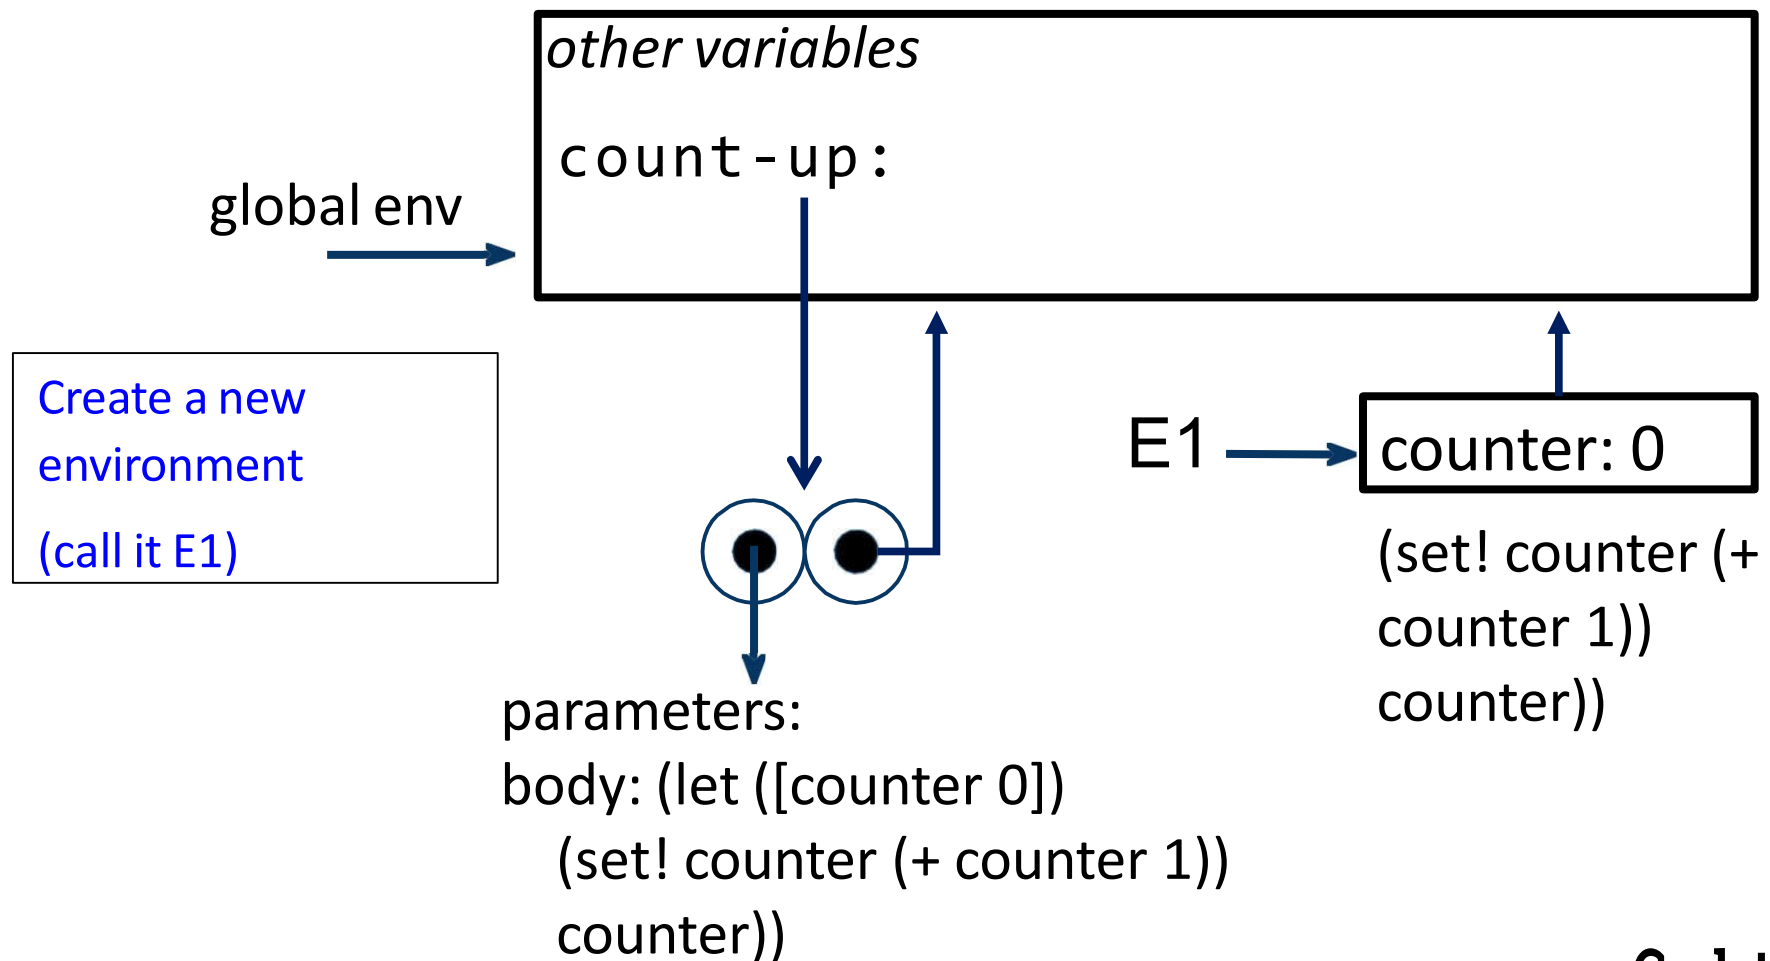 other variables
count-up:
global env
Create a new
environment
(call it E1)
E1
counter: 0
(set! counter (+
counter 1))
counter))
parameters:
body: (let ([counter 0])
(set! counter (+ counter 1))
counter))